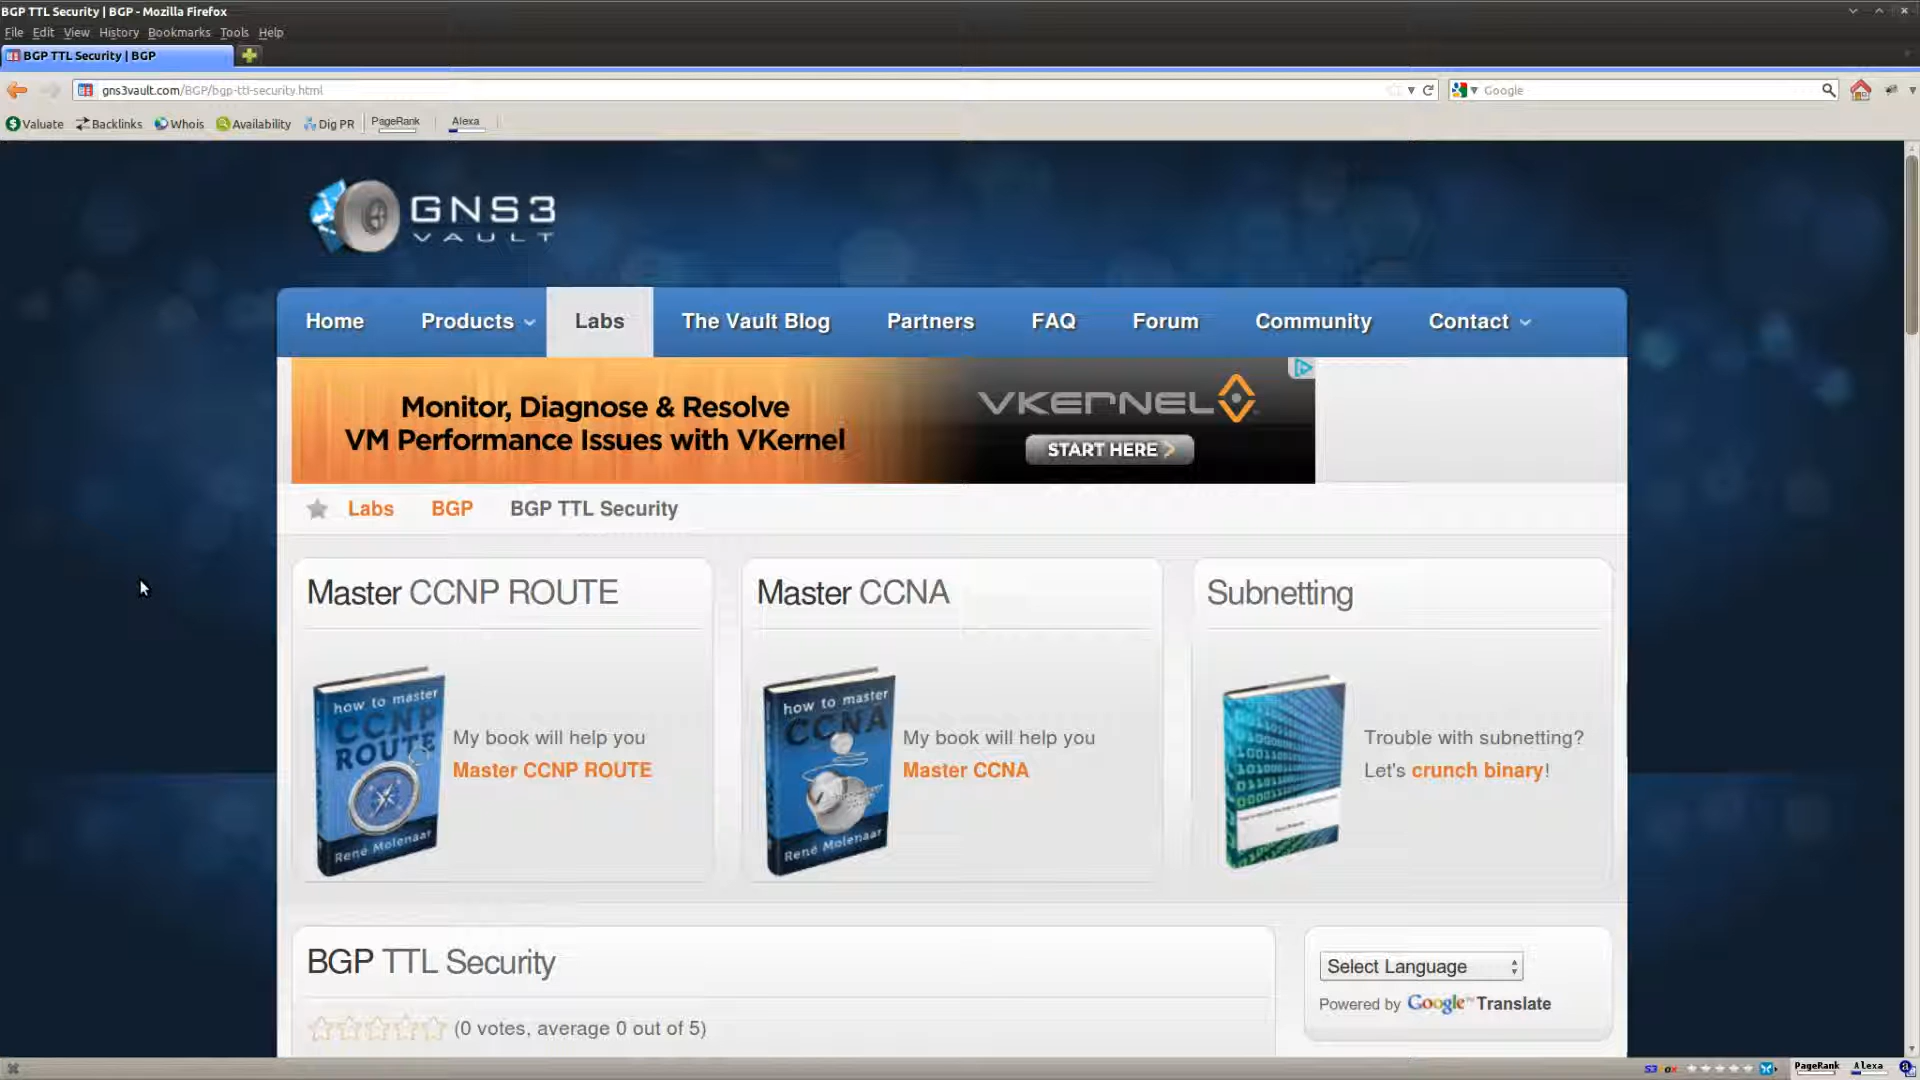 BGP TTL Security | BGP - Mozilla Firefox
File Edit View History Bookmarks Tools Help
BGP TTL Security | BGP
gns3vault.com/BGP/bgp-ttl-security.html
Google
Valuate Backlinks Whois Availability Dig PR PageRank Alexa
GNS3
VAULT
Home Products Labs The Vault Blog Partners FAQ Forum Community Contact
Monitor, Diagnose & Resolve
VM Performance Issues with VKernel
VKERNEL
START HERE >
Labs BGP BGP TTL Security
Master CCNP ROUTE
how to master
CCNP
ROUTE
René Molenaar
My book will help you
Master CCNP ROUTE
Master CCNA
how to master
CCNA
René Molenaar
My book will help you
Master CCNA
Subnetting
Trouble with subnetting?
Let's crunch binary!
BGP TTL Security
(0 votes, average 0 out of 5)
Select Language
Powered by Google™ Translate
PageRank Alexa